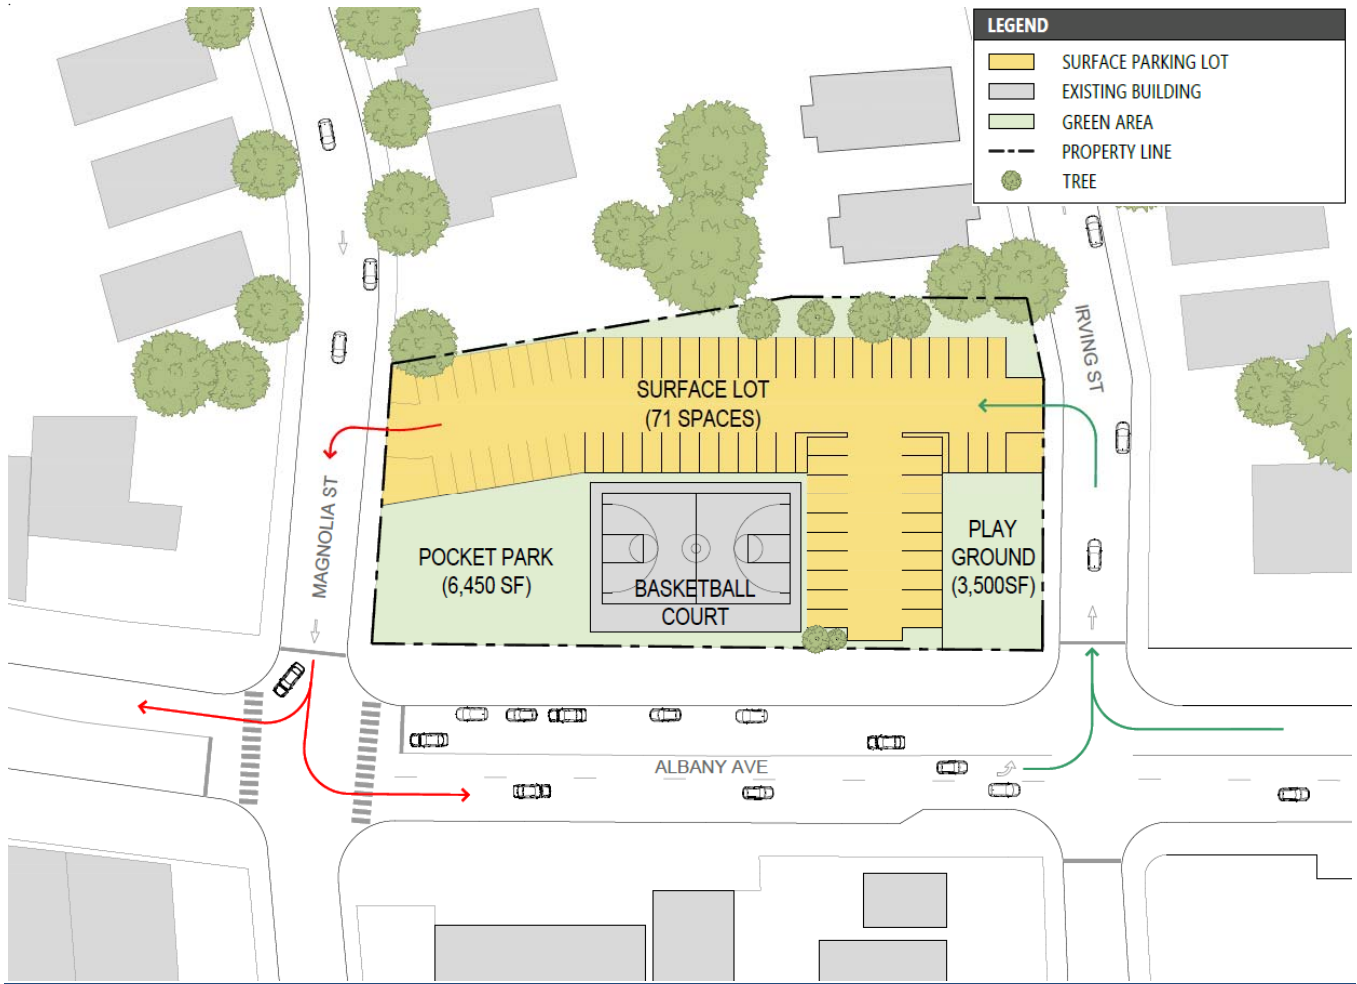 LEGEND
SURFACE PARKING LOT
EXISTING BUILDING
GREEN AREA
PROPERTY LINE
TREE
IRVING ST
SURFACE LOT
(71 SPACES)
MAGNOLIA ST
POCKET PARK
(6,450 SF)
BASKETBALL
COURT
PLAY
GROUND
(3,500SF)
ALBANY AVE